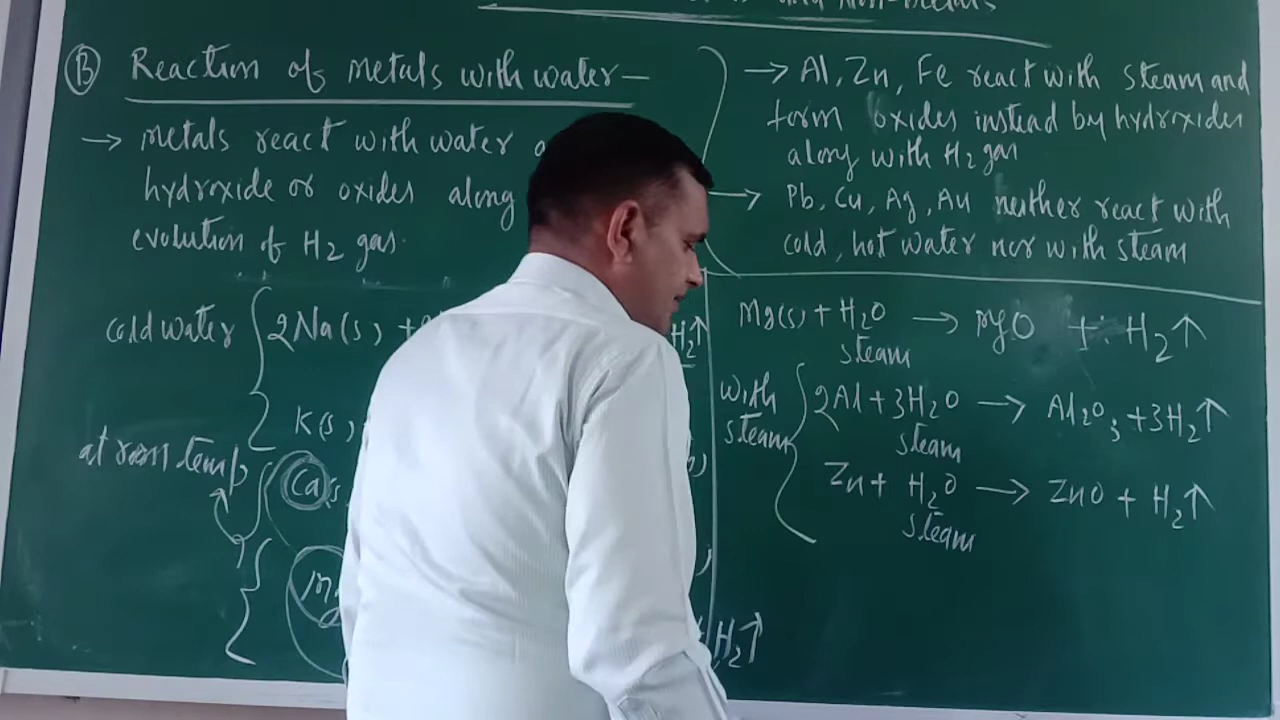 and Non-metals
Ⓑ Reaction of metals with water —
→ metals react with water
hydroxide or oxides along
evolution of H2 gas.
cold water { 2Na(s) +
H2↑
K(s)
at room temp
Ca(s
Mg
H2↑
→ Al, Zn, Fe react with steam and
form oxides instead by hydroxides
along with H2 gas
→ Pb, Cu, Ag, Au neither react with
cold, hot water nor with steam
Mg(s) + H2O → MgO + H2↑
steam
with steam { 2Al + 3H2O → Al2O3 + 3H2↑
steam
Zn + H2O → ZnO + H2↑
steam